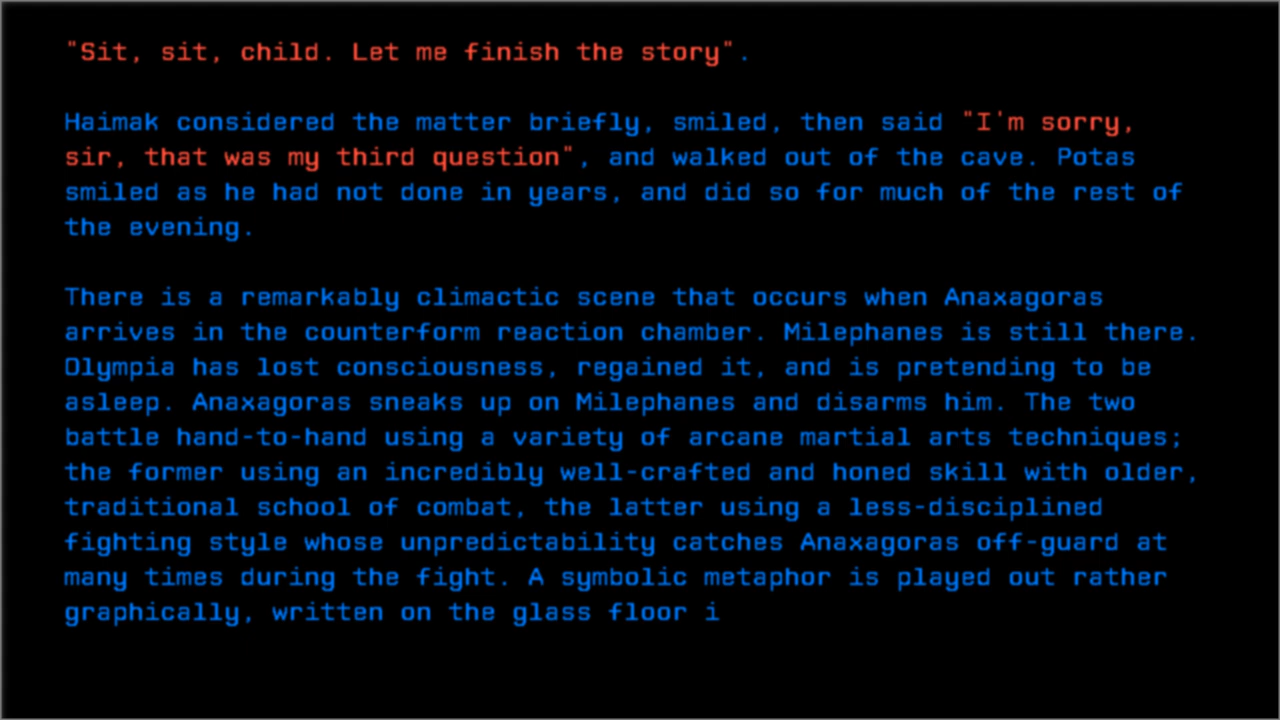 "Sit, sit, child. Let me finish the story".
Haimak considered the matter briefly, smiled, then said "I'm sorry,
sir, that was my third question", and walked out of the cave. Potas
smiled as he had not done in years, and did so for much of the rest of
the evening.
There is a remarkably climactic scene that occurs when Anaxagoras
arrives in the counterform reaction chamber. Milephanes is still there.
Olympia has lost consciousness, regained it, and is pretending to be
asleep. Anaxagoras sneaks up on Milephanes and disarms him. The two
battle hand-to-hand using a variety of arcane martial arts techniques;
the former using an incredibly well-crafted and honed skill with older,
traditional school of combat, the latter using a less-disciplined
fighting style whose unpredictability catches Anaxagoras off-guard at
many times during the fight. A symbolic metaphor is played out rather
graphically, written on the glass floor i